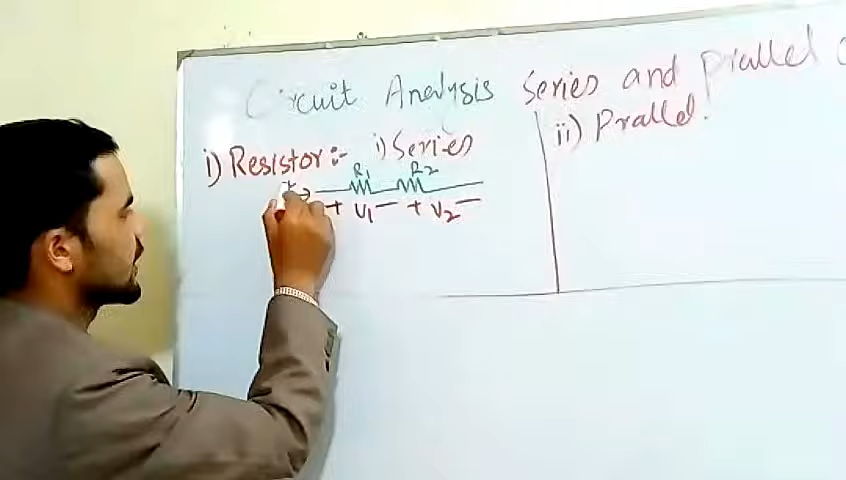 Circuit Analysis Series and Prallel
i) Resistor :- i) Series
ii) Prallel.
R1 R2
+ V1 - + V2 -